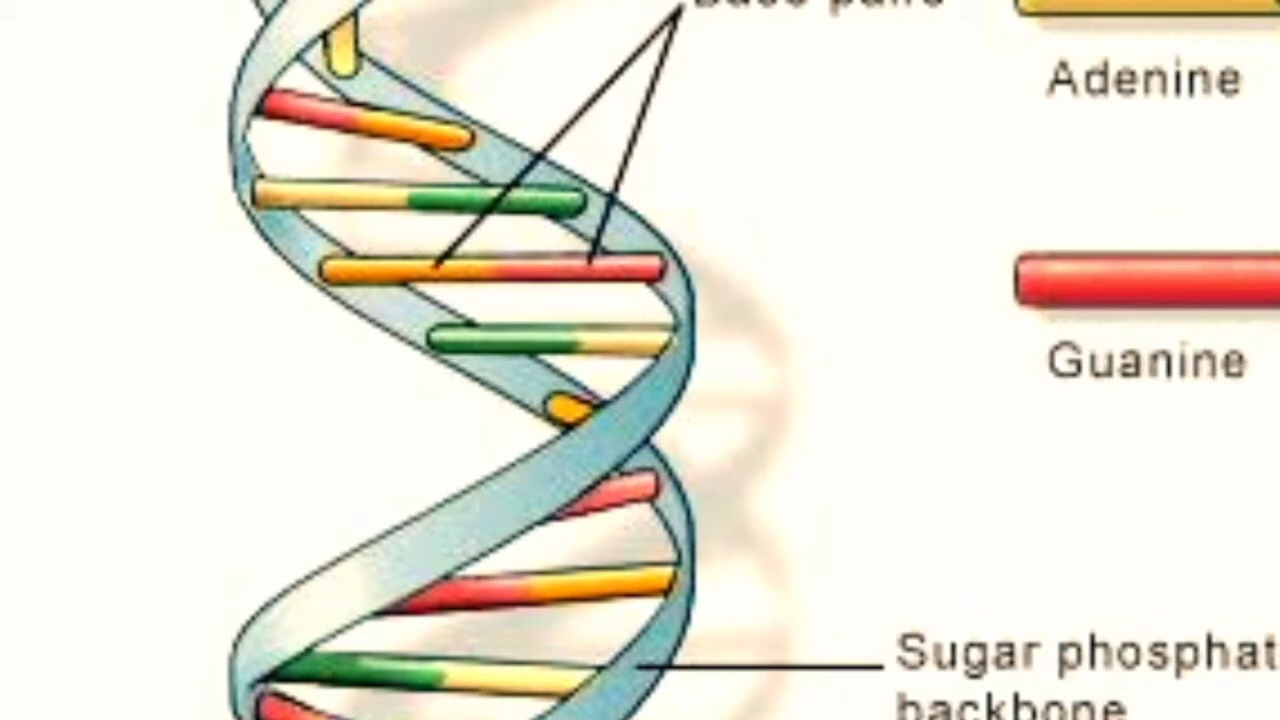 Base pairs
Adenine
Guanine
Sugar phosphat
backbone